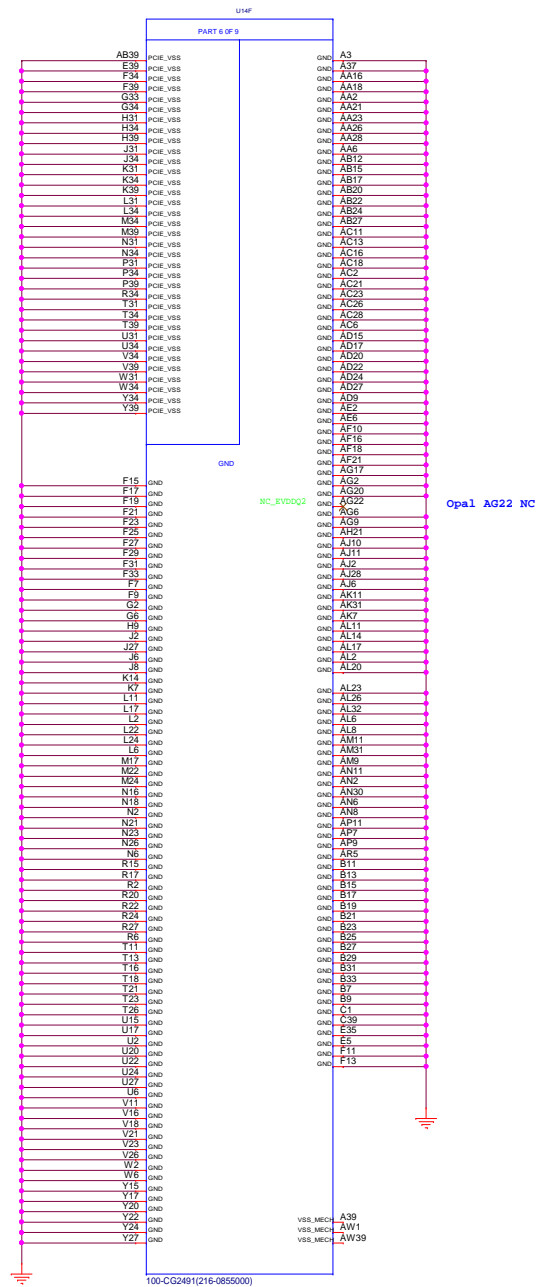 U14F
PART 6 0F 9
AB39 PCIE_VSS
E39 PCIE_VSS
F34 PCIE_VSS
F39 PCIE_VSS
G33 PCIE_VSS
G34 PCIE_VSS
H31 PCIE_VSS
H34 PCIE_VSS
H39 PCIE_VSS
J31 PCIE_VSS
J34 PCIE_VSS
K31 PCIE_VSS
K34 PCIE_VSS
K39 PCIE_VSS
L31 PCIE_VSS
L34 PCIE_VSS
M34 PCIE_VSS
M39 PCIE_VSS
N31 PCIE_VSS
N34 PCIE_VSS
P31 PCIE_VSS
P34 PCIE_VSS
P39 PCIE_VSS
R34 PCIE_VSS
T31 PCIE_VSS
T34 PCIE_VSS
T39 PCIE_VSS
U31 PCIE_VSS
U34 PCIE_VSS
V34 PCIE_VSS
V39 PCIE_VSS
W31 PCIE_VSS
W34 PCIE_VSS
Y34 PCIE_VSS
Y39 PCIE_VSS
GND
F15 GND
F17 GND
F19 GND
F21 GND
F23 GND
F25 GND
F27 GND
F29 GND
F31 GND
F33 GND
F7 GND
F9 GND
G2 GND
G6 GND
H9 GND
J2 GND
J27 GND
J6 GND
J8 GND
K14 GND
K7 GND
L11 GND
L17 GND
L2 GND
L22 GND
L24 GND
L6 GND
M17 GND
M22 GND
M24 GND
N16 GND
N18 GND
N2 GND
N21 GND
N23 GND
N26 GND
N6 GND
R15 GND
R17 GND
R2 GND
R20 GND
R22 GND
R24 GND
R27 GND
R6 GND
T11 GND
T13 GND
T16 GND
T18 GND
T21 GND
T23 GND
T26 GND
U15 GND
U17 GND
U2 GND
U20 GND
U22 GND
U24 GND
U27 GND
U6 GND
V11 GND
V16 GND
V18 GND
V21 GND
V23 GND
V26 GND
W2 GND
W6 GND
Y15 GND
Y17 GND
Y20 GND
Y22 GND
Y24 GND
Y27 GND
GND A3
GND A37
GND AA16
GND AA18
GND AA2
GND AA21
GND AA23
GND AA26
GND AA28
GND AA6
GND AB12
GND AB15
GND AB17
GND AB20
GND AB22
GND AB24
GND AB27
GND AC11
GND AC13
GND AC16
GND AC18
GND AC2
GND AC21
GND AC23
GND AC26
GND AC28
GND AC6
GND AD15
GND AD17
GND AD20
GND AD22
GND AD24
GND AD27
GND AD9
GND AE2
GND AE6
GND AF10
GND AF16
GND AF18
GND AF21
GND AG17
GND AG2
GND AG20
NC_EVDDQ2 GND AG22 Opal AG22 NC
GND AG6
GND AG9
GND AH21
GND AJ10
GND AJ11
GND AJ2
GND AJ28
GND AJ6
GND AK11
GND AK31
GND AK7
GND AL11
GND AL14
GND AL17
GND AL2
GND AL20
GND AL23
GND AL26
GND AL32
GND AL6
GND AL8
GND AM11
GND AM31
GND AM9
GND AN11
GND AN2
GND AN30
GND AN6
GND AN8
GND AP11
GND AP7
GND AP9
GND AR5
GND B11
GND B13
GND B15
GND B17
GND B19
GND B21
GND B23
GND B25
GND B27
GND B29
GND B31
GND B33
GND B7
GND B9
GND C1
GND C39
GND E35
GND E5
GND F11
GND F13
VSS_MECH A39
VSS_MECH AW1
VSS_MECH AW39
100-CG2491(216-0855000)